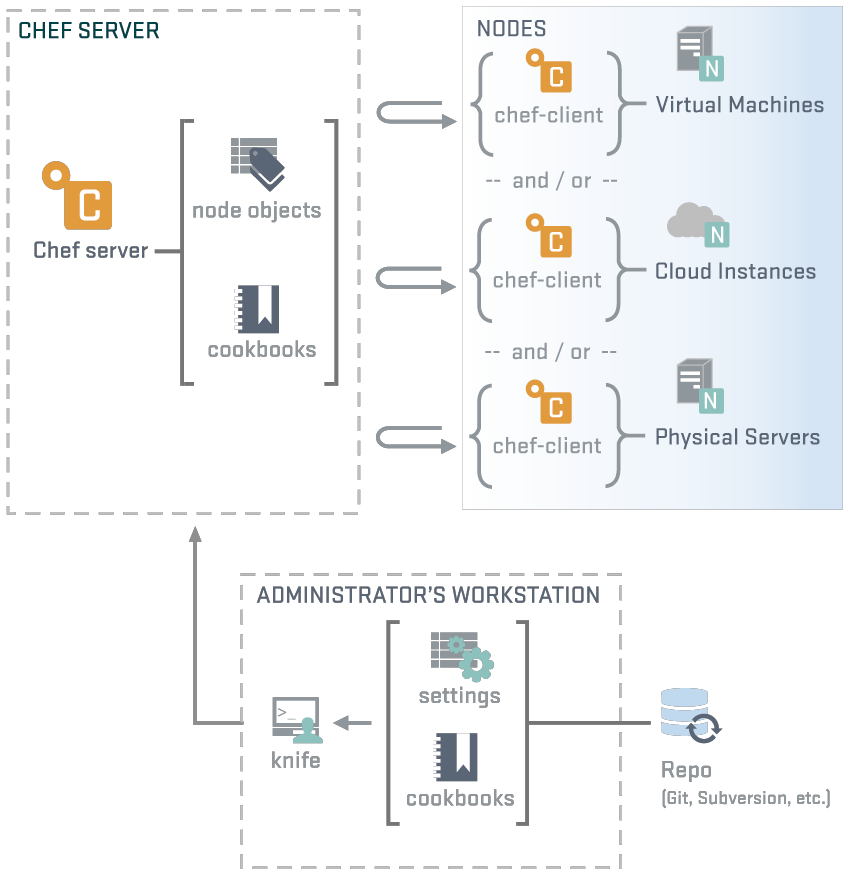 CHEF SERVER
C
Chef server
node objects
cookbooks
NODES
C
chef-client
N
Virtual Machines
-- and / or --
C
chef-client
N
Cloud Instances
-- and / or --
C
chef-client
N
Physical Servers
ADMINISTRATOR'S WORKSTATION
>_
knife
settings
cookbooks
Repo
(Git, Subversion, etc.)